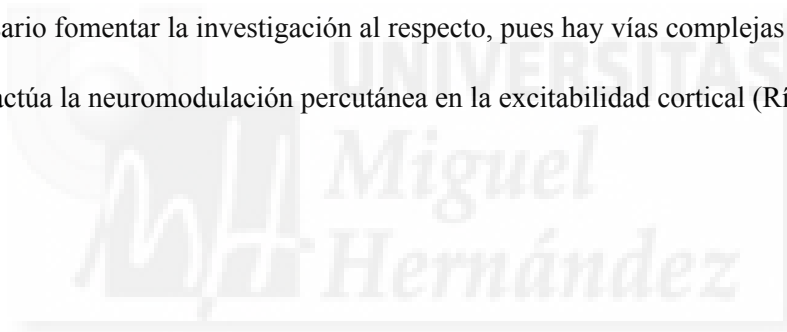 ario fomentar la investigación al respecto, pues hay vías complejas
actúa la neuromodulación percutánea en la excitabilidad cortical (Rí
UNIVERSITAS
Miguel
Hernández